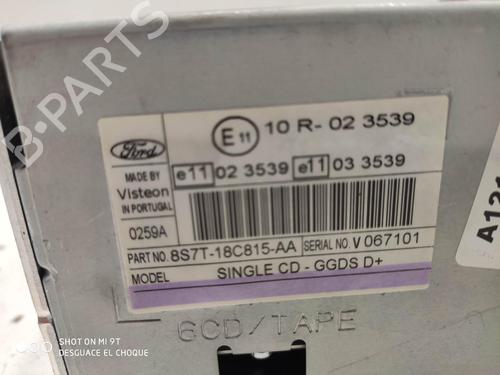 E11 10 R- 02 3539
Ford
e11 02 3539 e11 03 3539
MADE BY
Visteon
IN PORTUGAL
0259A
PART NO. 8S7T-18C815-AA SERIAL NO. V 067101
MODEL SINGLE CD - GGDS D+
6CD/TAPE
A121
SHOT ON MI 9T
DESGUACE EL CHOQUE